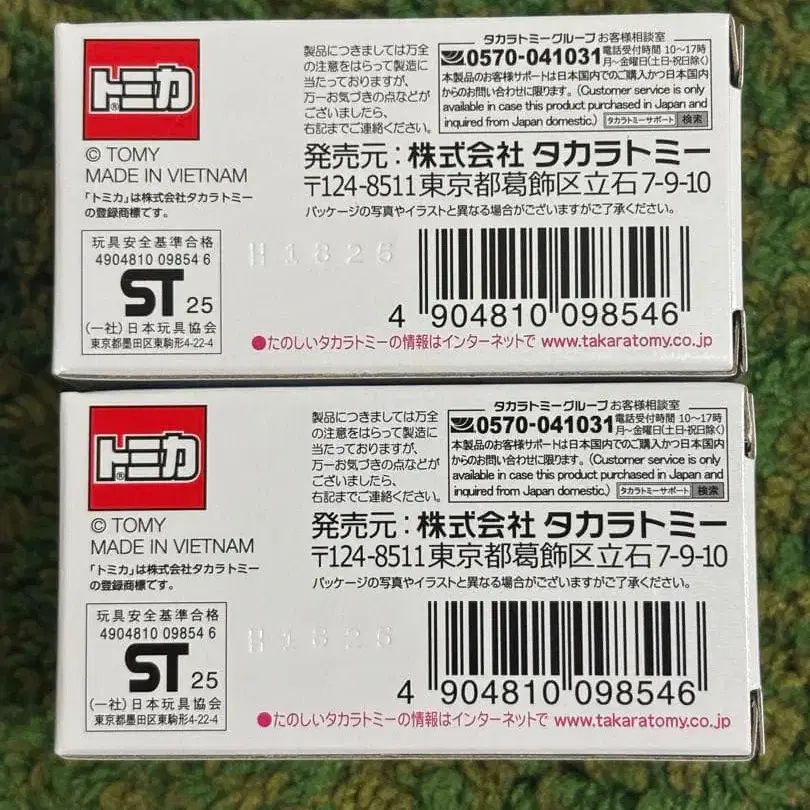 トミカ
®
© TOMY
MADE IN VIETNAM
「トミカ」は株式会社タカラトミー
の登録商標です。
玩具安全基準合格
4904810 09854 6
ST 25
(一社)日本玩具協会
東京都墨田区東駒形4-22-4
製品につきましては万全
の注意をはらって製造に
当たっておりますが、
万一お気づきの点などが
ございましたら、
右記までご連絡ください。
タカラトミーグループ お客様相談室
0570-041031 電話受付時間 10〜17時
月〜金曜日(土日・祝日除く)
本製品のお客様サポートは日本国内でのご購入かつ日本国内
からのお問い合わせに限ります。(Customer service is only
available in case this product purchased in Japan and
inquired from Japan domestic.) タカラトミーサポート 検索
発売元:株式会社 タカラトミー
〒124-8511 東京都葛飾区立石7-9-10
パッケージの写真やイラストと異なる場合がございますがご了承ください。
H1826
4 904810 098546
●たのしいタカラトミーの情報はインターネットで www.takaratomy.co.jp
トミカ
®
© TOMY
MADE IN VIETNAM
「トミカ」は株式会社タカラトミー
の登録商標です。
玩具安全基準合格
4904810 09854 6
ST 25
(一社)日本玩具協会
東京都墨田区東駒形4-22-4
製品につきましては万全
の注意をはらって製造に
当たっておりますが、
万一お気づきの点などが
ございましたら、
右記までご連絡ください。
タカラトミーグループ お客様相談室
0570-041031 電話受付時間 10〜17時
月〜金曜日(土日・祝日除く)
本製品のお客様サポートは日本国内でのご購入かつ日本国内
からのお問い合わせに限ります。(Customer service is only
available in case this product purchased in Japan and
inquired from Japan domestic.) タカラトミーサポート 検索
発売元:株式会社 タカラトミー
〒124-8511 東京都葛飾区立石7-9-10
パッケージの写真やイラストと異なる場合がございますがご了承ください。
4 904810 098546
●たのしいタカラトミーの情報はインターネットで www.takaratomy.co.jp